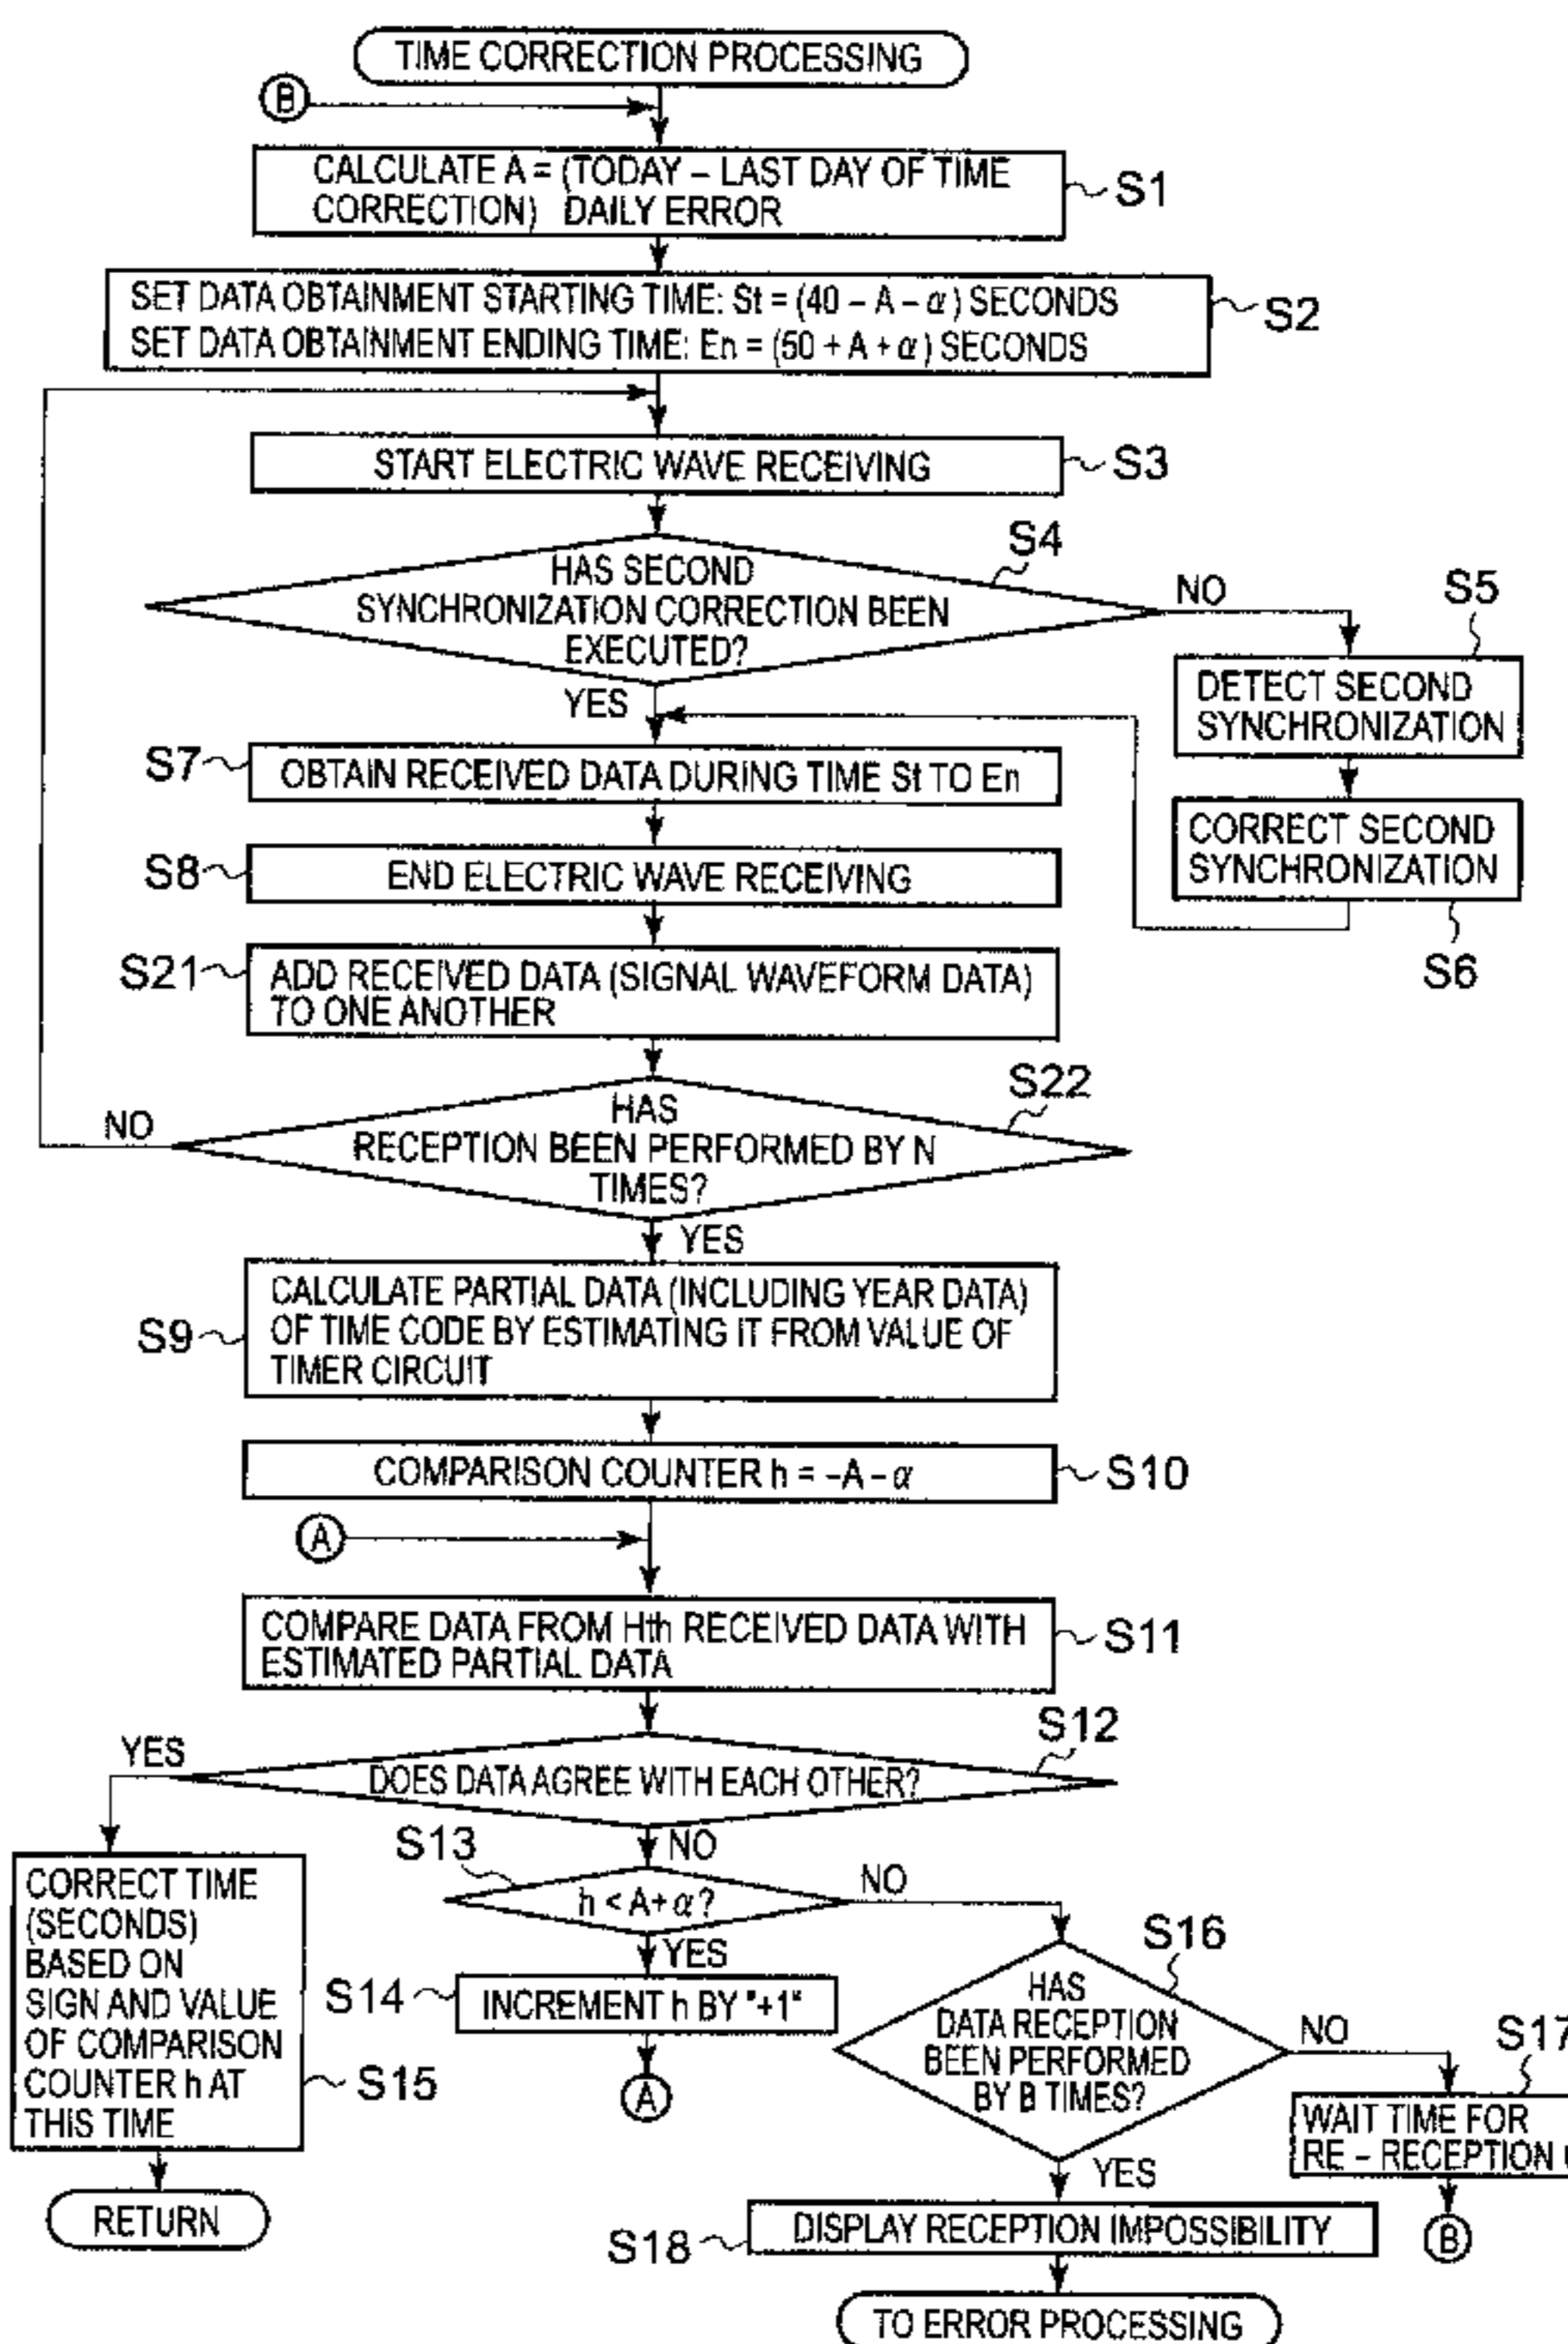 TIME CORRECTION PROCESSING
B
CALCULATE A = (TODAY – LAST DAY OF TIME
CORRECTION) DAILY ERROR
S1
SET DATA OBTAINMENT STARTING TIME: St = (40 – A – α) SECONDS
SET DATA OBTAINMENT ENDING TIME: En = (50 + A + α) SECONDS
S2
START ELECTRIC WAVE RECEIVING
S3
S4
HAS SECOND
SYNCHRONIZATION CORRECTION BEEN
EXECUTED?
NO
YES
S5
DETECT SECOND
SYNCHRONIZATION
CORRECT SECOND
SYNCHRONIZATION
S6
S7
OBTAIN RECEIVED DATA DURING TIME St TO En
S8
END ELECTRIC WAVE RECEIVING
S21
ADD RECEIVED DATA (SIGNAL WAVEFORM DATA)
TO ONE ANOTHER
S22
HAS
RECEPTION BEEN PERFORMED BY N
TIMES?
NO
YES
S9
CALCULATE PARTIAL DATA (INCLUDING YEAR DATA)
OF TIME CODE BY ESTIMATING IT FROM VALUE OF
TIMER CIRCUIT
COMPARISON COUNTER h = –A – α
S10
A
COMPARE DATA FROM Hth RECEIVED DATA WITH
ESTIMATED PARTIAL DATA
S11
S12
DOES DATA AGREE WITH EACH OTHER?
YES
NO
S13
h < A+ α ?
NO
YES
S14
INCREMENT h BY "+1"
A
CORRECT TIME
(SECONDS)
BASED ON
SIGN AND VALUE
OF COMPARISON
COUNTER h AT
THIS TIME
S15
RETURN
S16
HAS
DATA RECEPTION
BEEN PERFORMED
BY B TIMES?
NO
YES
S17
WAIT TIME FOR
RE – RECEPTION
B
S18
DISPLAY RECEPTION IMPOSSIBILITY
TO ERROR PROCESSING